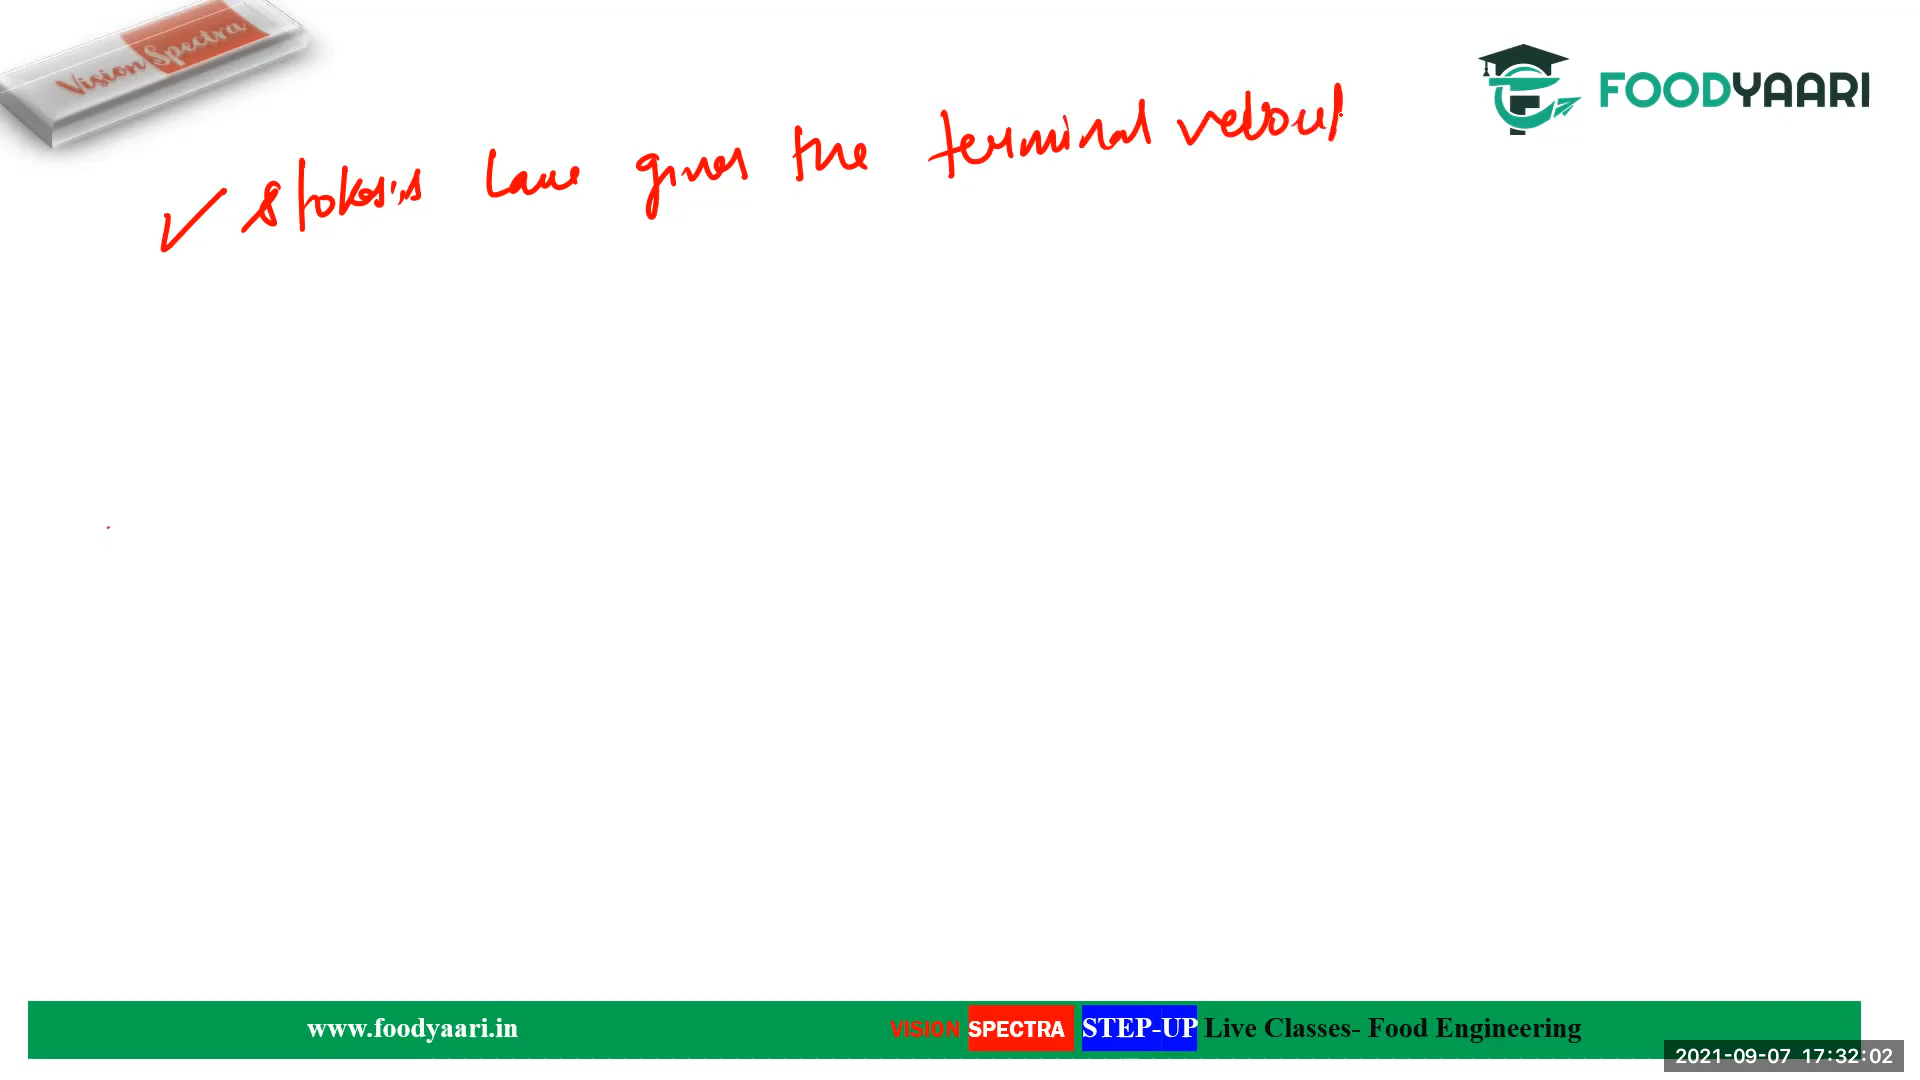 Vision Spectra
FOODYAARI
✓ Stokes's Law gives the terminal velocit
www.foodyaari.in
VISION SPECTRA STEP-UP Live Classes- Food Engineering
2021-09-07 17:32:02